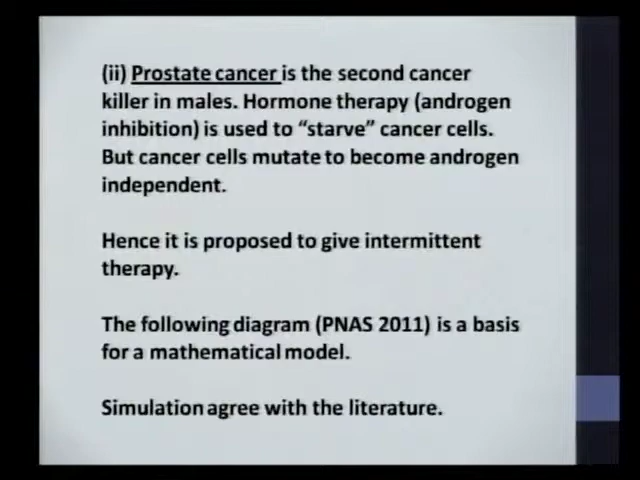 (ii) Prostate cancer is the second cancer
killer in males. Hormone therapy (androgen
inhibition) is used to “starve” cancer cells.
But cancer cells mutate to become androgen
independent.
Hence it is proposed to give intermittent
therapy.
The following diagram (PNAS 2011) is a basis
for a mathematical model.
Simulation agree with the literature.